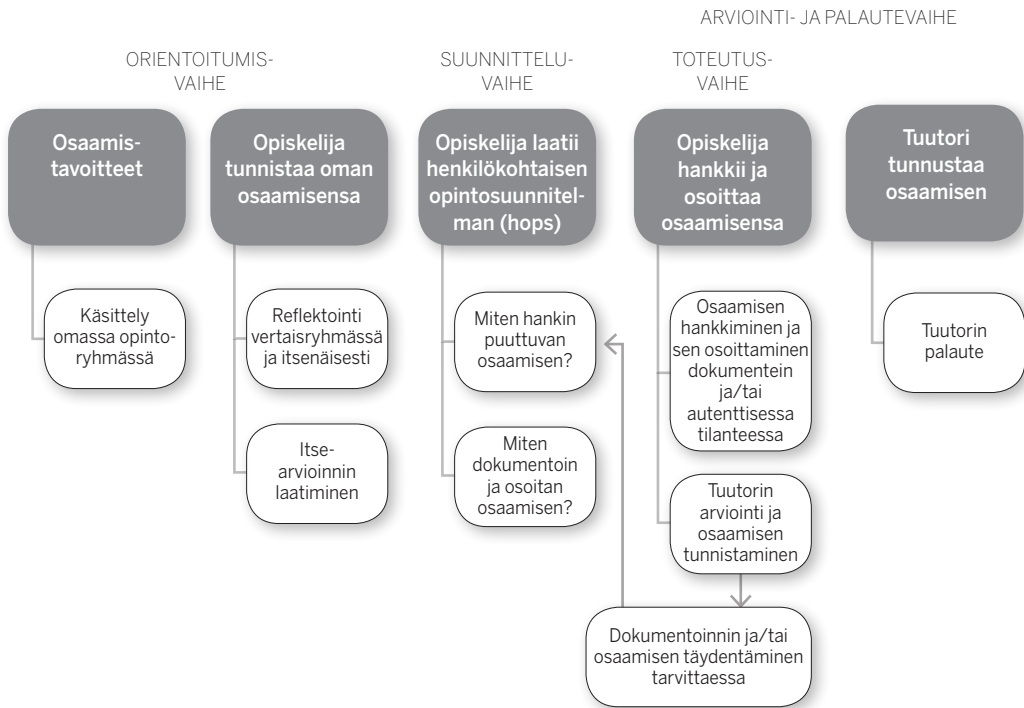 ARVIOINTI- JA PALAUTEVAIHE
ORIENTOITUMIS-
VAIHE
SUUNNITTELU-
VAIHE
TOTEUTUS-
VAIHE
Osaamis-
tavoitteet
Opiskelija
tunnistaa oman
osaamisensa
Opiskelija laatii
henkilökohtaisen
opintosuunnitel-
man (hops)
Opiskelija
hankkii ja
osoittaa
osaamisensa
Tuutori
tunnustaa
osaamisen
Käsittely
omassa opinto-
ryhmässä
Reflektointi
vertaisryhmässä
ja itsenäisesti
Miten hankin
puuttuvan
osaamisen?
Osaamisen
hankkiminen ja
sen osoittaminen
dokumentein
ja/tai
autenttisessa
tilanteessa
Tuutorin
palaute
Itse-
arvioinnin
laatiminen
Miten
dokumentoin
ja osoitan
osaamisen?
Tuutorin
arviointi ja
osaamisen
tunnistaminen
Dokumentoinnin ja/tai
osaamisen täydentäminen
tarvittaessa